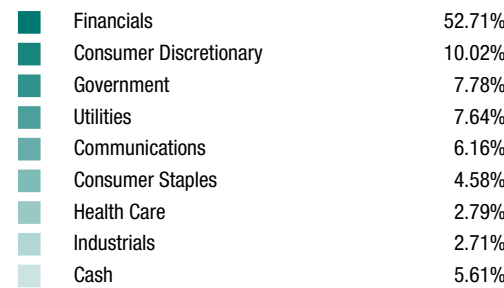 Financials 52.71%
Consumer Discretionary 10.02%
Government 7.78%
Utilities 7.64%
Communications 6.16%
Consumer Staples 4.58%
Health Care 2.79%
Industrials 2.71%
Cash 5.61%